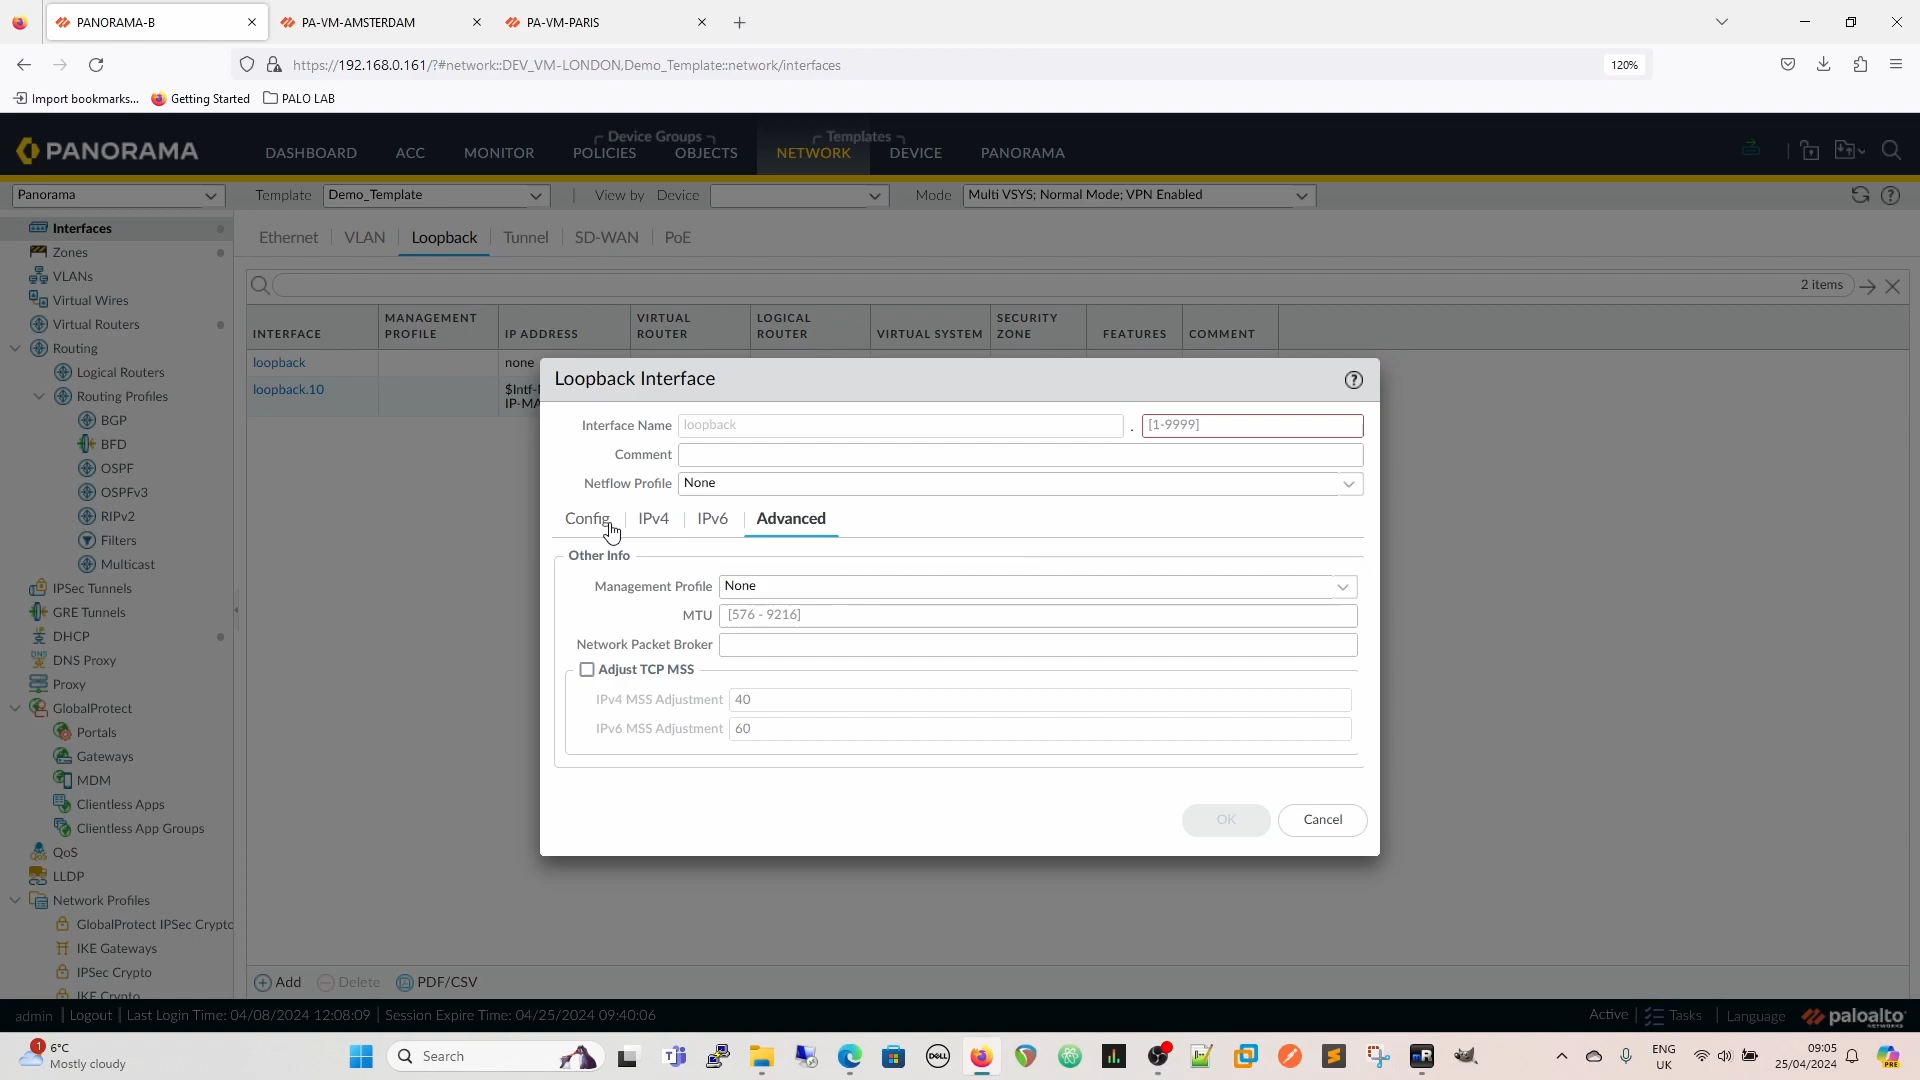 PANORAMA-B
PA-VM-AMSTERDAM
PA-VM-PARIS
https://192.168.0.161/?#network::DEV_VM-LONDON,Demo_Template::network/interfaces
120%
Import bookmarks...
Getting Started
PALO LAB
PANORAMA
Device Groups
Templates
DASHBOARD
ACC
MONITOR
POLICIES
OBJECTS
NETWORK
DEVICE
PANORAMA
Panorama
Template
Demo_Template
View by
Device
Mode
Multi VSYS; Normal Mode; VPN Enabled
Interfaces
Zones
VLANs
Virtual Wires
Virtual Routers
Routing
Logical Routers
Routing Profiles
BGP
BFD
OSPF
OSPFv3
RIPv2
Filters
Multicast
IPSec Tunnels
GRE Tunnels
DHCP
DNS Proxy
Proxy
GlobalProtect
Portals
Gateways
MDM
Clientless Apps
Clientless App Groups
QoS
LLDP
Network Profiles
GlobalProtect IPSec Crypto
IKE Gateways
IPSec Crypto
IKE Crypto
Ethernet
VLAN
Loopback
Tunnel
SD-WAN
PoE
2 items
INTERFACE
MANAGEMENT PROFILE
IP ADDRESS
VIRTUAL ROUTER
LOGICAL ROUTER
VIRTUAL SYSTEM
SECURITY ZONE
FEATURES
COMMENT
loopback
none
loopback.10
$Intf-
IP-MA
Loopback Interface
Interface Name
loopback
.
[1-9999]
Comment
Netflow Profile
None
Config
IPv4
IPv6
Advanced
Other Info
Management Profile
None
MTU
[576 - 9216]
Network Packet Broker
Adjust TCP MSS
IPv4 MSS Adjustment
40
IPv6 MSS Adjustment
60
OK
Cancel
Add
Delete
PDF/CSV
admin | Logout | Last Login Time: 04/08/2024 12:08:09 | Session Expire Time: 04/25/2024 09:40:06
Active
Tasks
Language
paloalto
NETWORKS
1
6°C
Mostly cloudy
Search
DELL
ENG
UK
09:05
25/04/2024
PRE